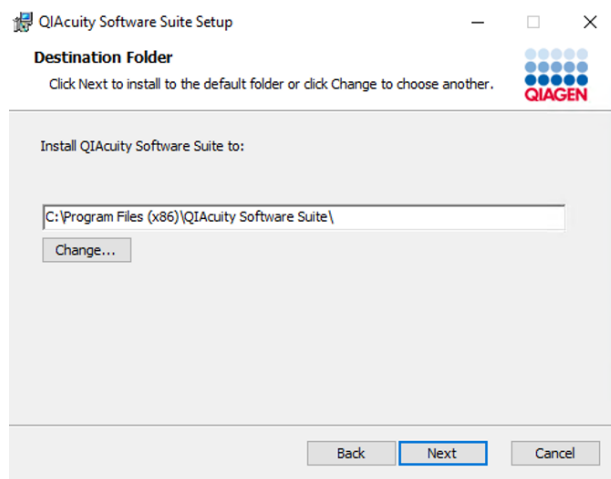 QIAcuity Software Suite Setup
Destination Folder
Click Next to install to the default folder or click Change to choose another.
QIAGEN
Install QIAcuity Software Suite to:
C:\Program Files (x86)\QIAcuity Software Suite\
Change...
Back Next Cancel